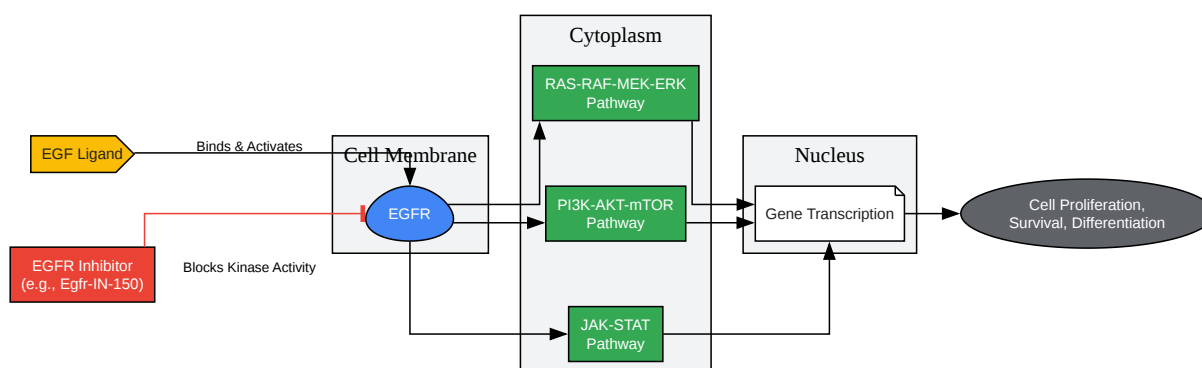 Cytoplasm
RAS-RAF-MEK-ERK
Pathway
EGF Ligand
Binds & Activates
Cell Membrane
Nucleus
EGFR
PI3K-AKT-mTOR
Pathway
Gene Transcription
Cell Proliferation,
Survival, Differentiation
EGFR Inhibitor
(e.g., Egfr-IN-150)
Blocks Kinase Activity
JAK-STAT
Pathway